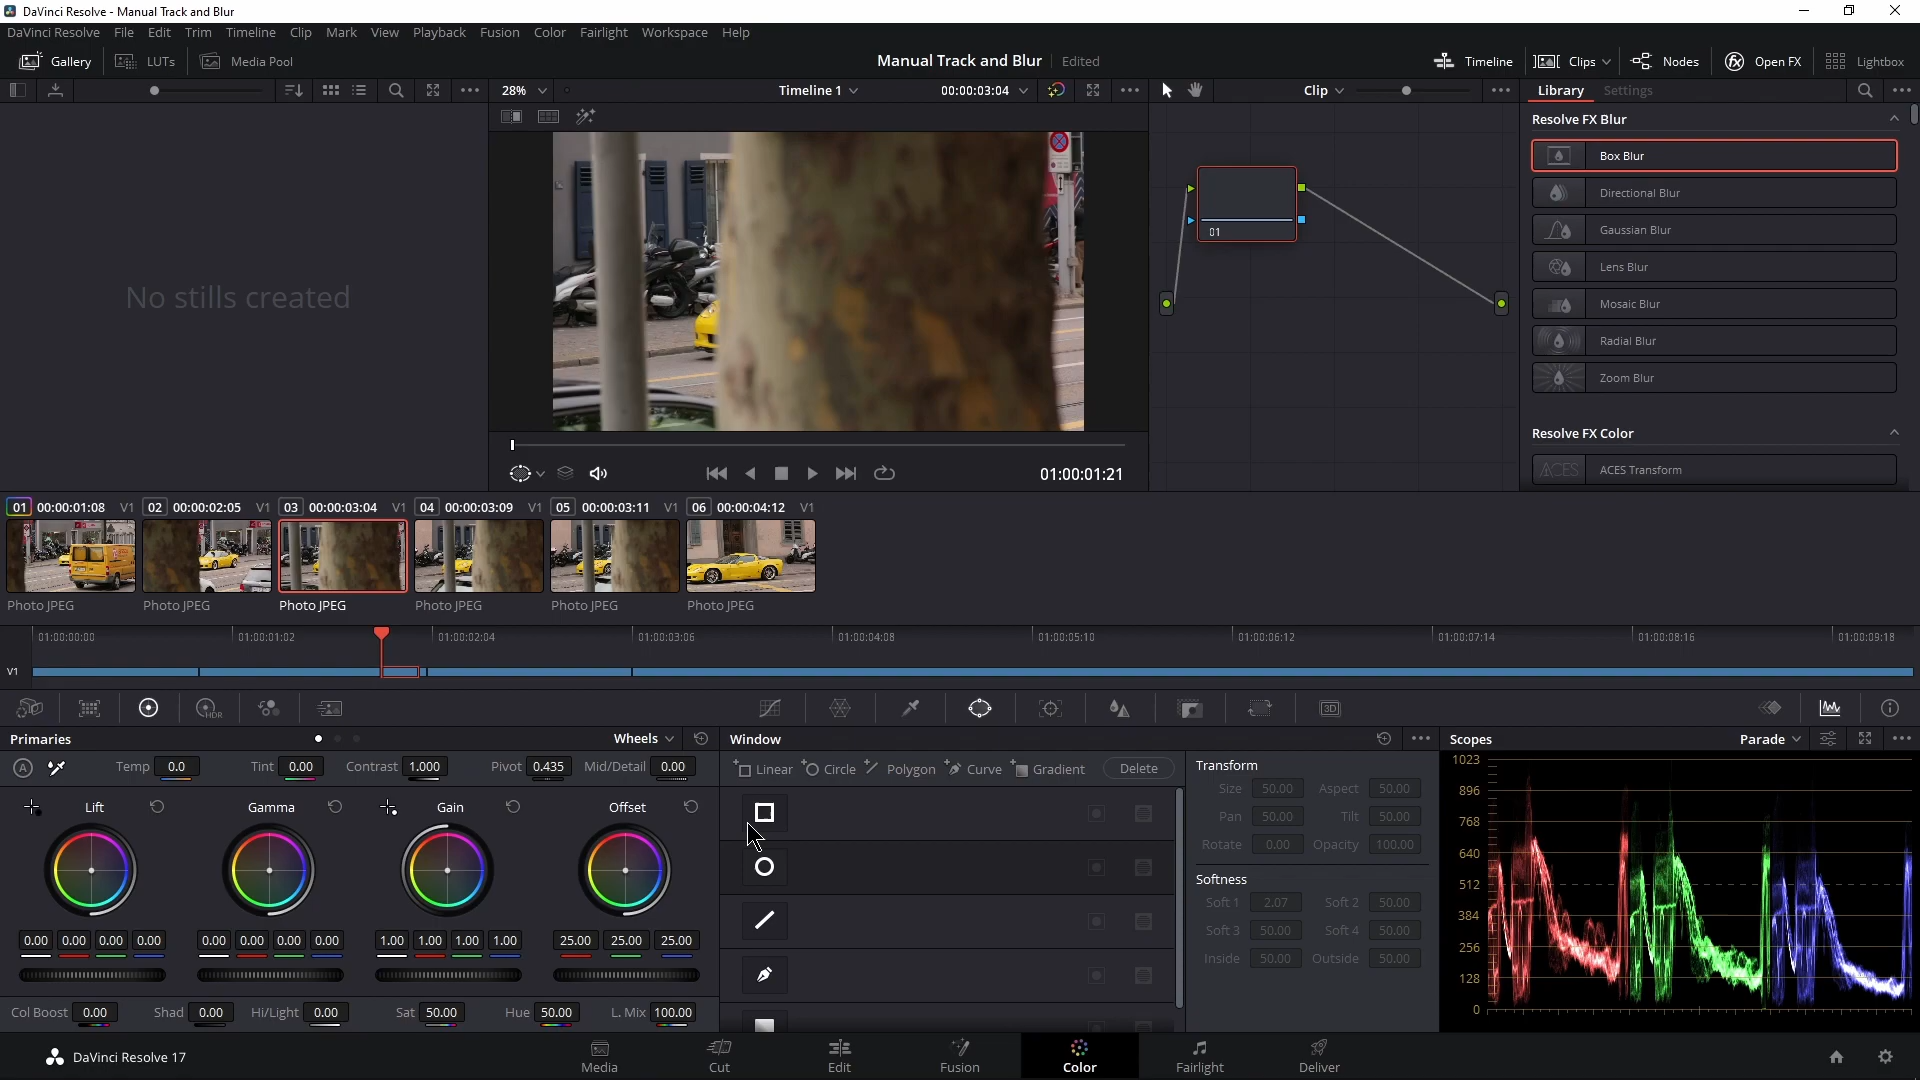 DaVinci Resolve - Manual Track and Blur
DaVinci Resolve File Edit Trim Timeline Clip Mark View Playback Fusion Color Fairlight Workspace Help
Gallery LUTs Media Pool Manual Track and Blur Edited Timeline Clips Nodes Open FX Lightbox
28% Timeline 1 00:00:03:04 Clip Library Settings
Resolve FX Blur
Box Blur
Directional Blur
Gaussian Blur
Lens Blur
Mosaic Blur
Radial Blur
Zoom Blur
Resolve FX Color
ACES ACES Transform
No stills created
01
01:00:01:21
01 00:00:01:08 V1 02 00:00:02:05 V1 03 00:00:03:04 V1 04 00:00:03:09 V1 05 00:00:03:11 V1 06 00:00:04:12 V1
Photo JPEG Photo JPEG Photo JPEG Photo JPEG Photo JPEG Photo JPEG
01:00:00:00 01:00:01:02 01:00:02:04 01:00:03:06 01:00:04:08 01:00:05:10 01:00:06:12 01:00:07:14 01:00:08:16 01:00:09:18
V1
HDR 3D
Primaries Wheels Window Scopes Parade
A Temp 0.0 Tint 0.00 Contrast 1.000 Pivot 0.435 Mid/Detail 0.00
Linear Circle Polygon Curve Gradient Delete
Lift Gamma Gain Offset
0.00 0.00 0.00 0.00 0.00 0.00 0.00 0.00 1.00 1.00 1.00 1.00 25.00 25.00 25.00
Col Boost 0.00 Shad 0.00 Hi/Light 0.00 Sat 50.00 Hue 50.00 L. Mix 100.00
Transform
Size 50.00 Aspect 50.00
Pan 50.00 Tilt 50.00
Rotate 0.00 Opacity 100.00
Softness
Soft 1 2.07 Soft 2 50.00
Soft 3 50.00 Soft 4 50.00
Inside 50.00 Outside 50.00
1023
896
768
640
512
384
256
128
0
DaVinci Resolve 17 Media Cut Edit Fusion Color Fairlight Deliver